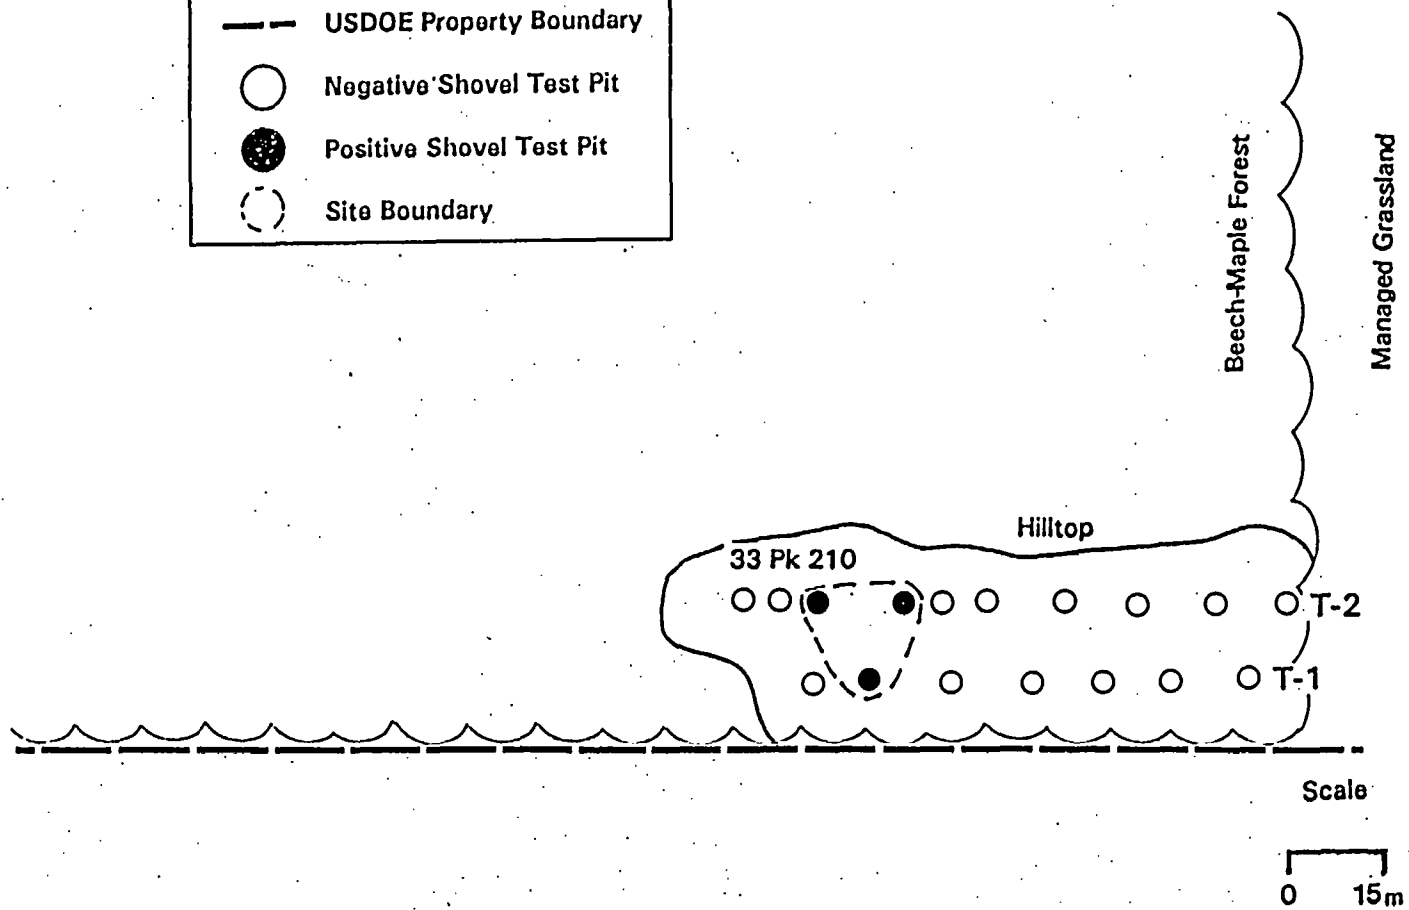 USDOE Property Boundary
Negative Shovel Test Pit
Positive Shovel Test Pit
Site Boundary
Beech-Maple Forest
Managed Grassland
Hilltop
33 Pk 210
T-2
T-1
Scale
0 15m